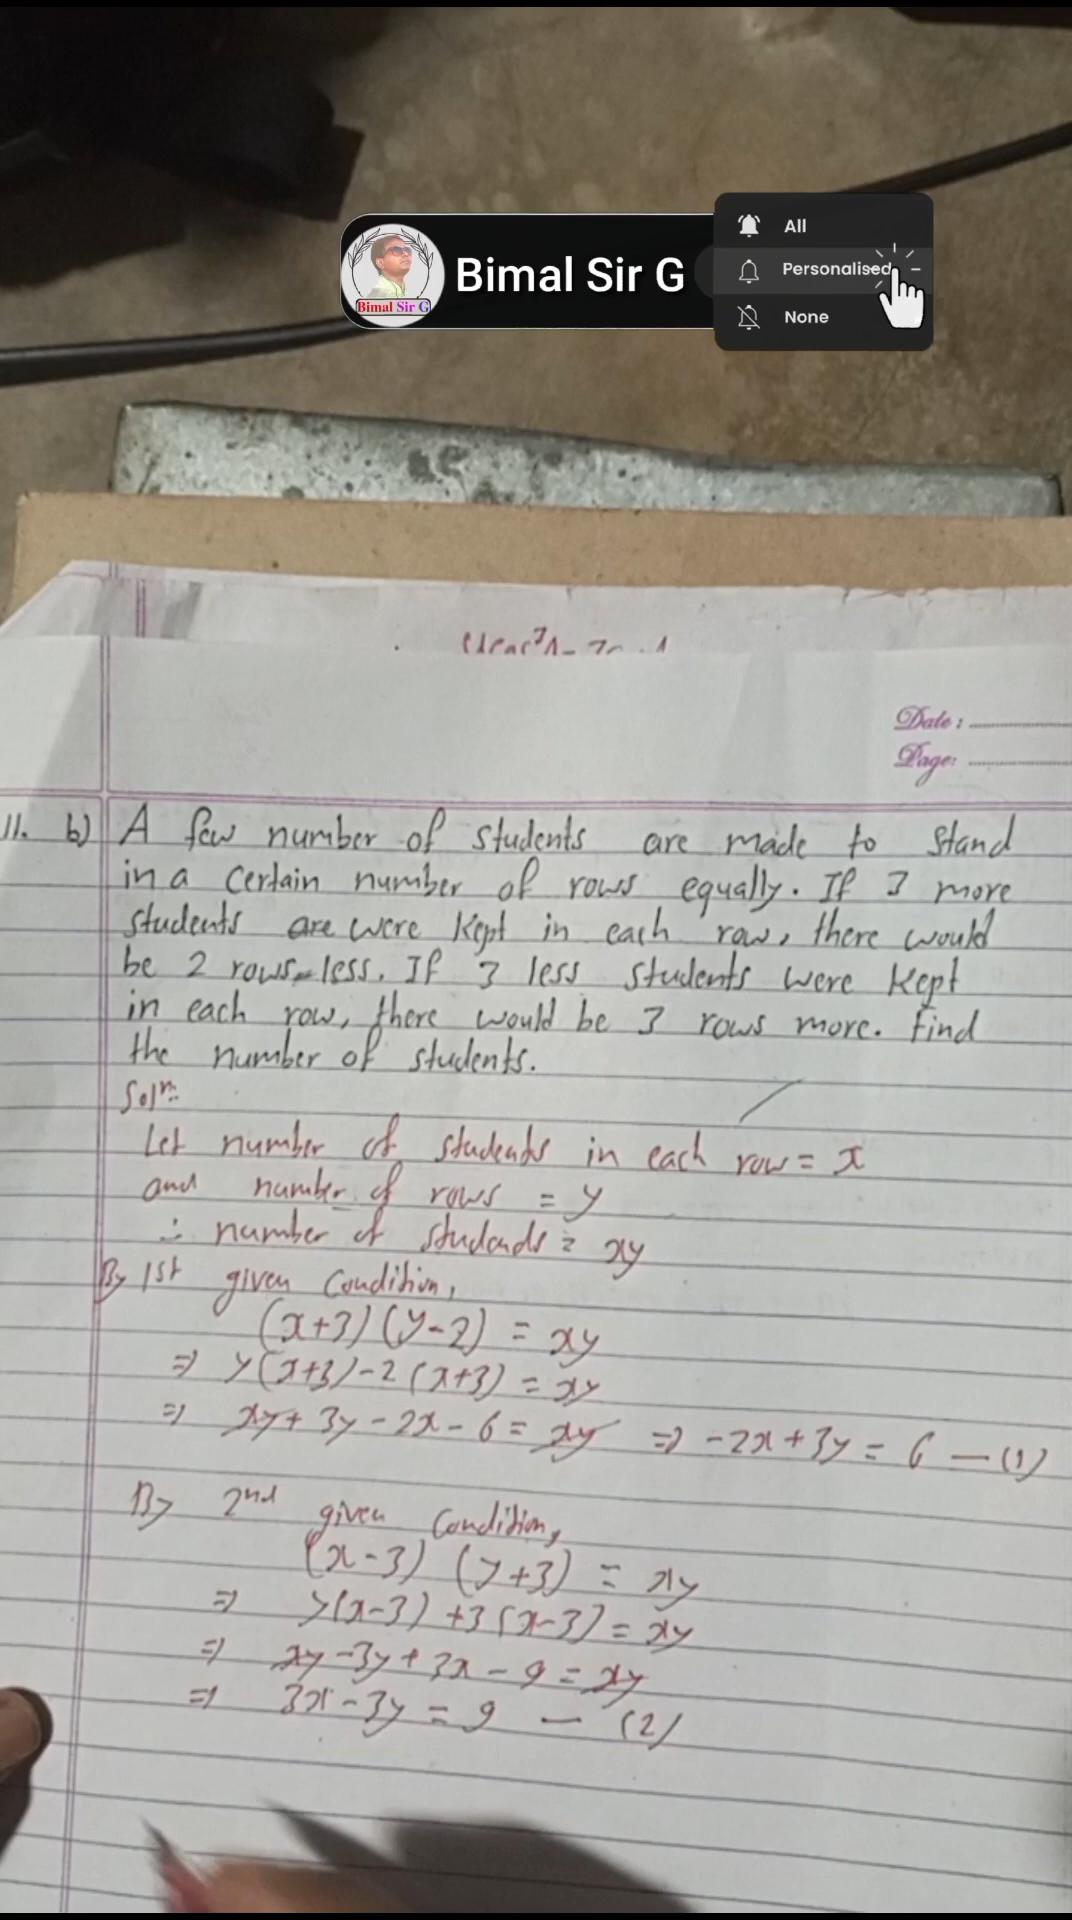 All
Personalised
None
Bimal Sir G
Bimal Sir G
Date:
Page:
11. b) A few number of students are made to stand
in a certain number of rows equally. If 3 more
students are were kept in each row, there would
be 2 rows less. If 3 less students were kept
in each row, there would be 3 rows more. Find
the number of students.
Solⁿ:
Let number of students in each row = x
and number of rows = y
∴ number of students = xy
By 1st given condition,
(x+3) (y-2) = xy
⇒ y(x+3)-2(x+3) = xy
⇒ xy + 3y - 2x - 6 = xy ⇒ -2x + 3y = 6 — (1)
By 2nd given condition,
(x-3) (y+3) = xy
⇒ y(x-3) +3(x-3) = xy
⇒ xy -3y + 3x - 9 = xy
⇒ 3x - 3y = 9 — (2)